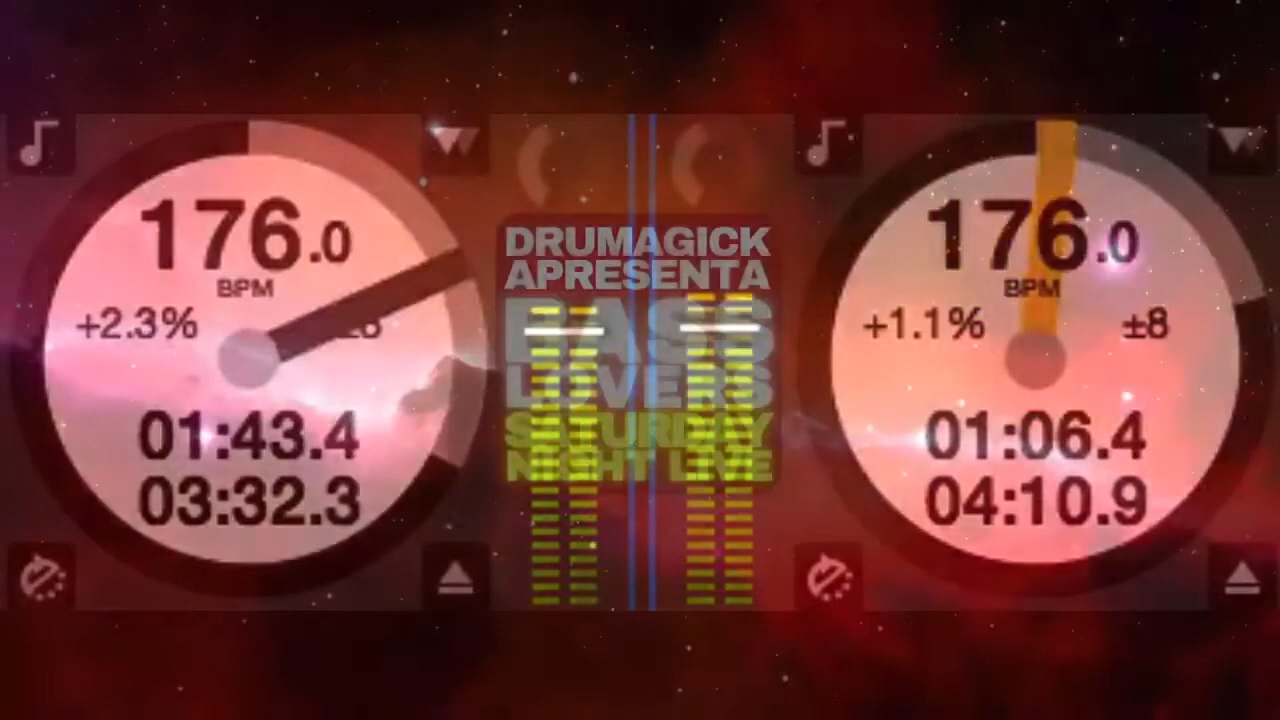 176.0
BPM
+2.3%
01:43.4
03:32.3
DRUMAGICK
APRESENTA
BASS
LOVERS
SATURDAY
NIGHT LIVE
176.0
BPM
+1.1% ±8
01:06.4
04:10.9